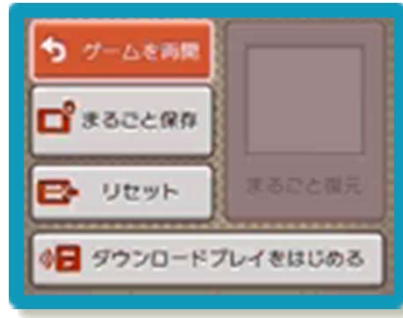 ゲームを再開
まるごと保存
リセット
まるごと復元
ダウンロードプレイをはじめる